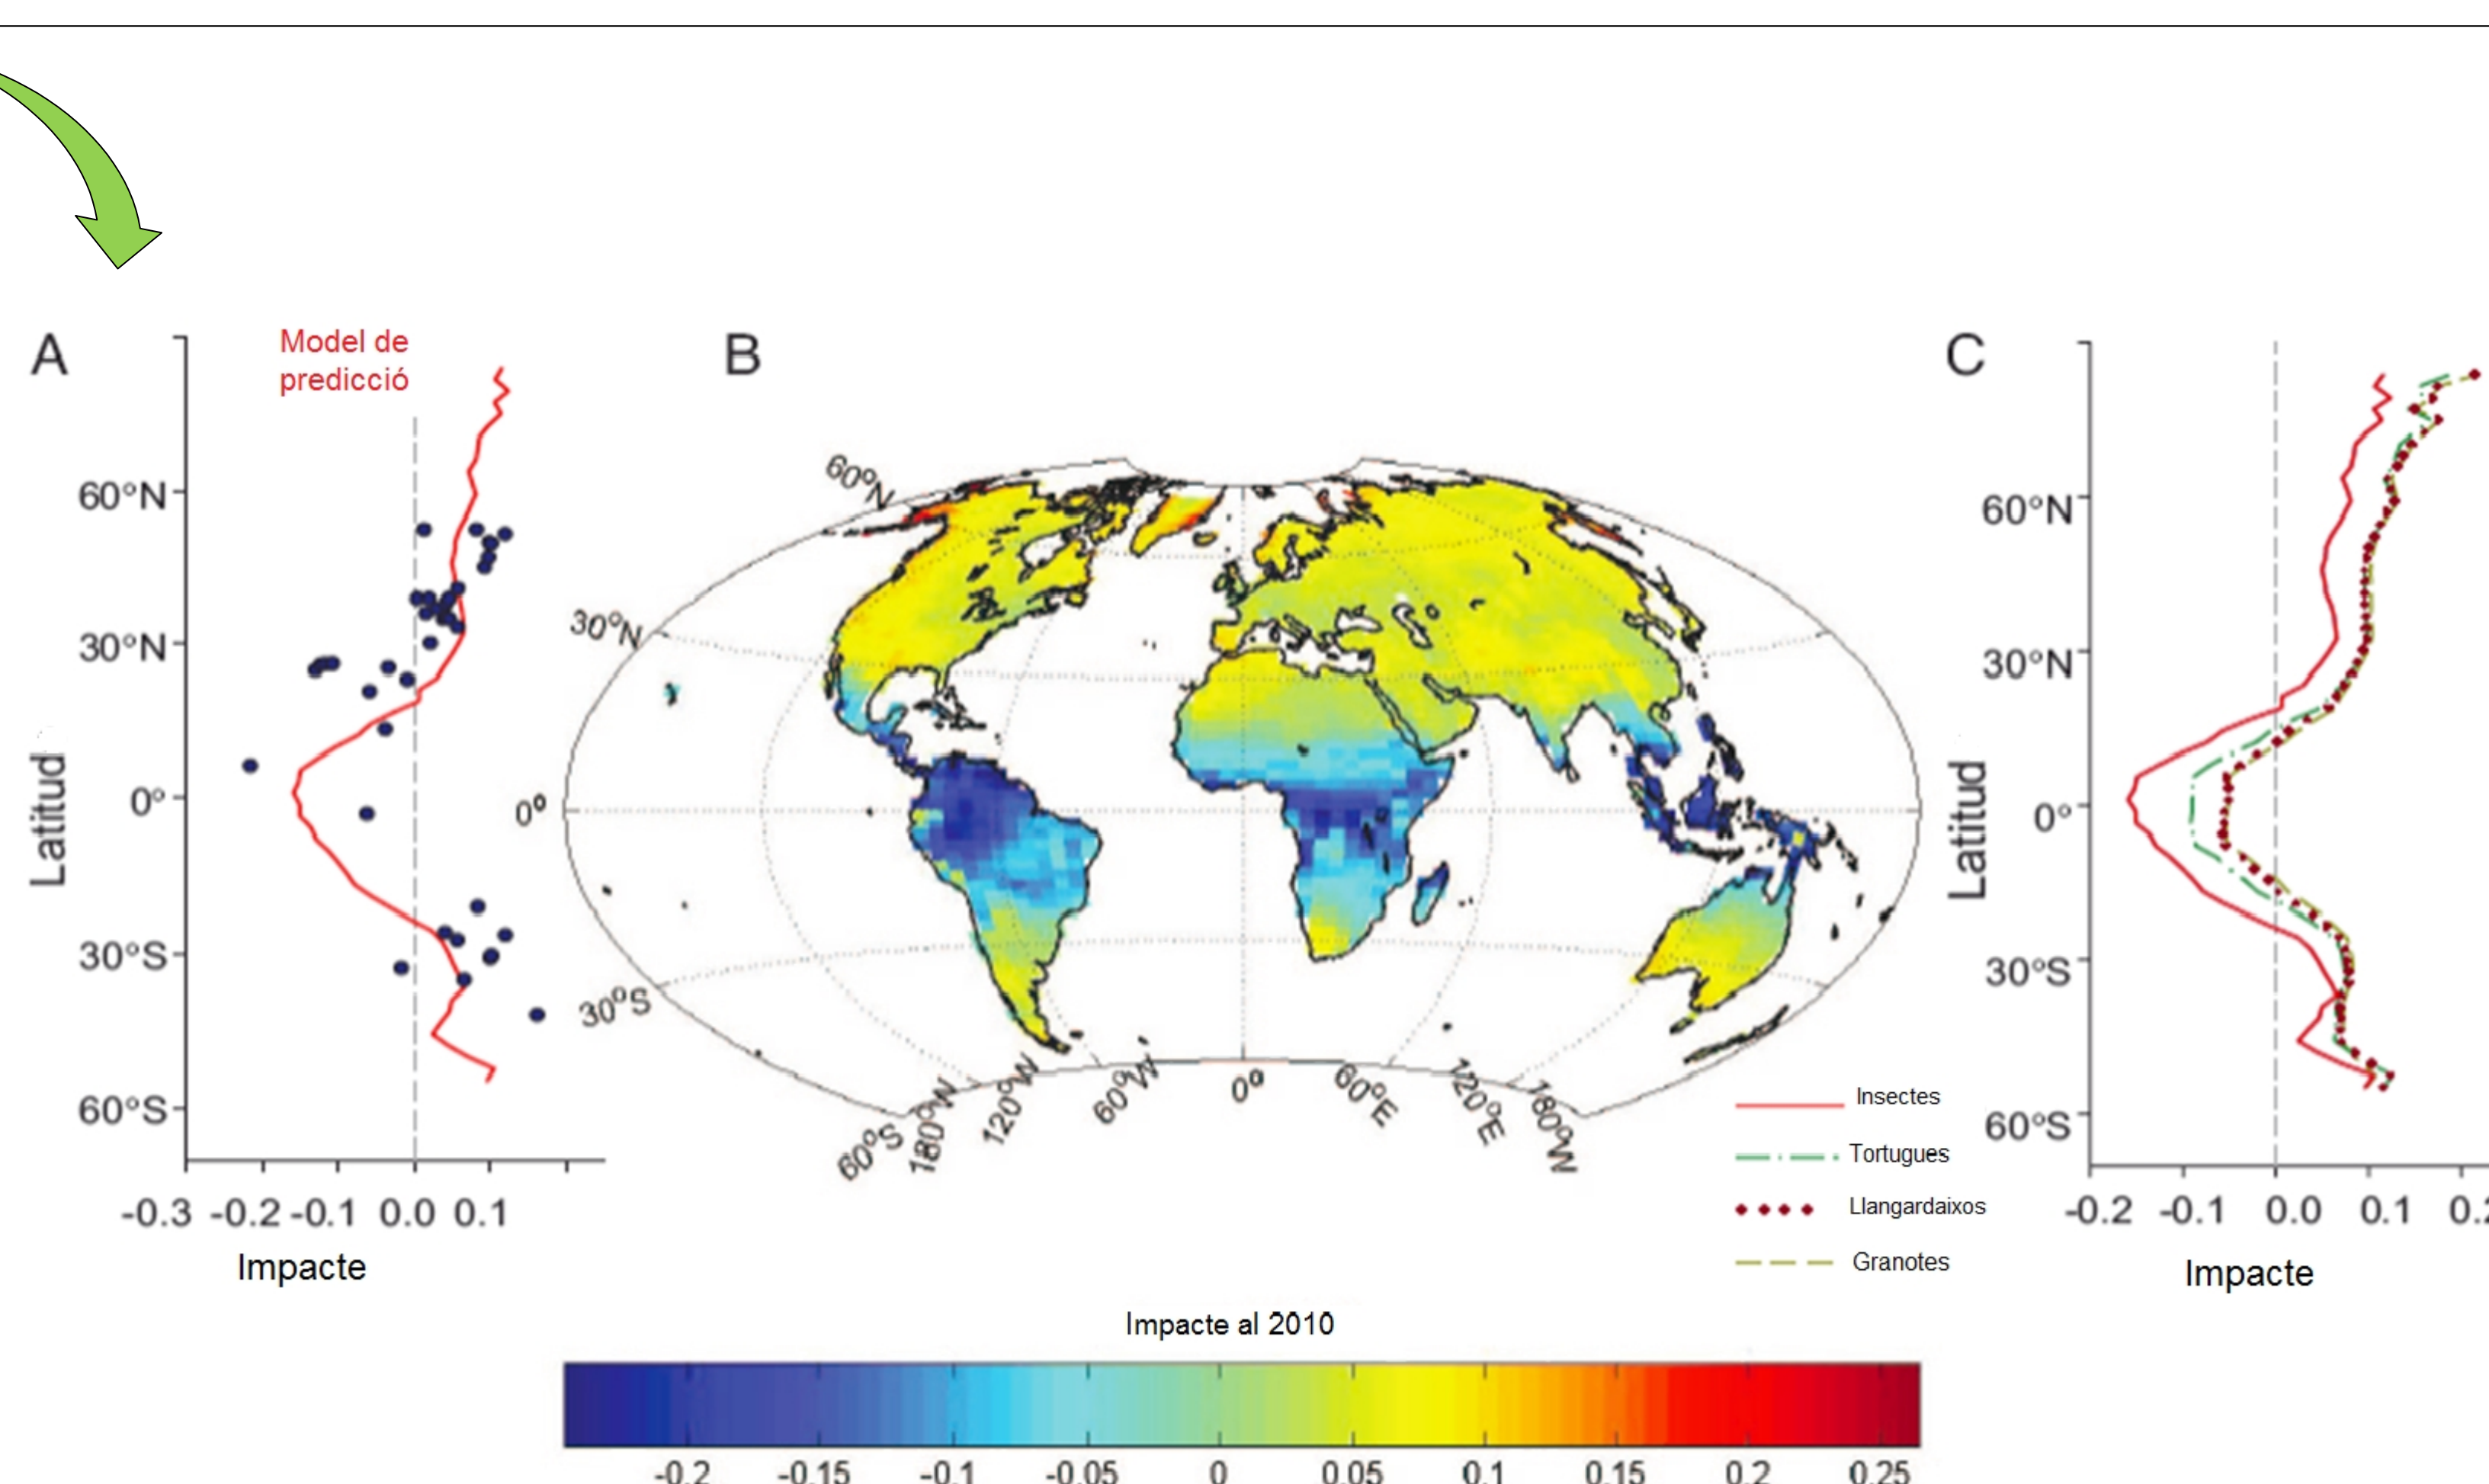 A
Model de
predicció
60°N
30°N
0°
30°S
60°S
Latitud
-0.3 -0.2 -0.1 0.0 0.1
Impacte
B
60°N
30°N
0°
30°S
60°S
180°W
120°W
60°W
0°
60°E
120°E
180°W
C
60°N
30°N
0°
30°S
60°S
Latitud
-0.2 -0.1 0.0 0.1
Impacte
Insectes
Tortugues
Llangardaixos
Granotes
Impacte al 2010
-0.2 -0.15 -0.1 -0.05 0 0.05 0.1 0.15 0.2 0.25